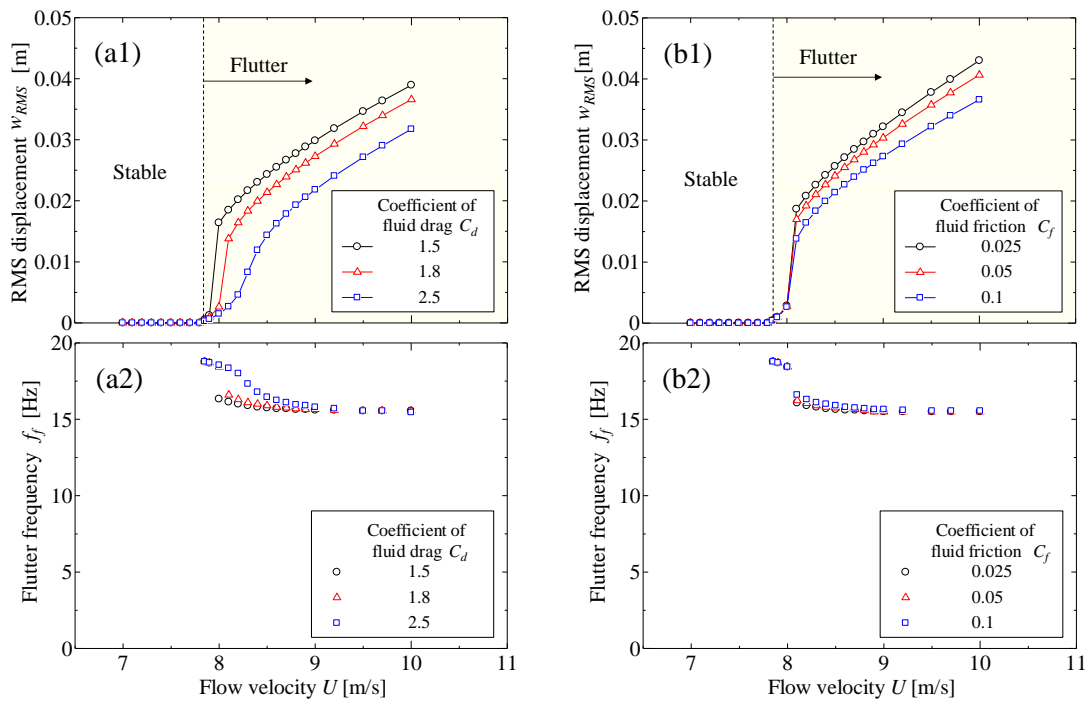 (a1)
Flutter
Stable
RMS displacement w_RMS [m]
0.05
0.04
0.03
0.02
0.01
0
Coefficient of
fluid drag C_d
1.5
1.8
2.5
(b1)
Flutter
Stable
RMS displacement w_RMS [m]
0.05
0.04
0.03
0.02
0.01
0
Coefficient of
fluid friction C_f
0.025
0.05
0.1
(a2)
Flutter frequency f_f [Hz]
20
15
10
5
0
Coefficient of
fluid drag C_d
1.5
1.8
2.5
7 8 9 10 11
Flow velocity U [m/s]
(b2)
Flutter frequency f_f [Hz]
20
15
10
5
0
Coefficient of
fluid friction C_f
0.025
0.05
0.1
7 8 9 10 11
Flow velocity U [m/s]